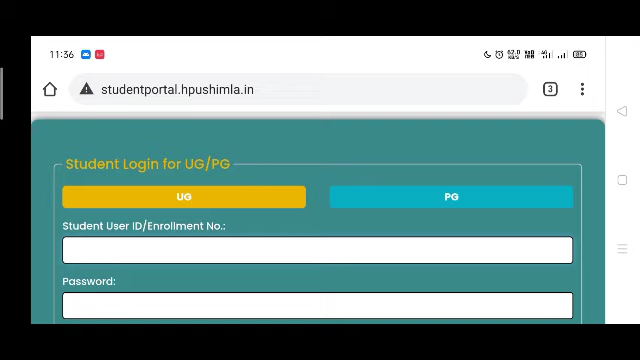 11:36
studentportal.hpushimla.in
3
Student Login for UG/PG
UG PG
Student User ID/Enrollment No.:
Password: